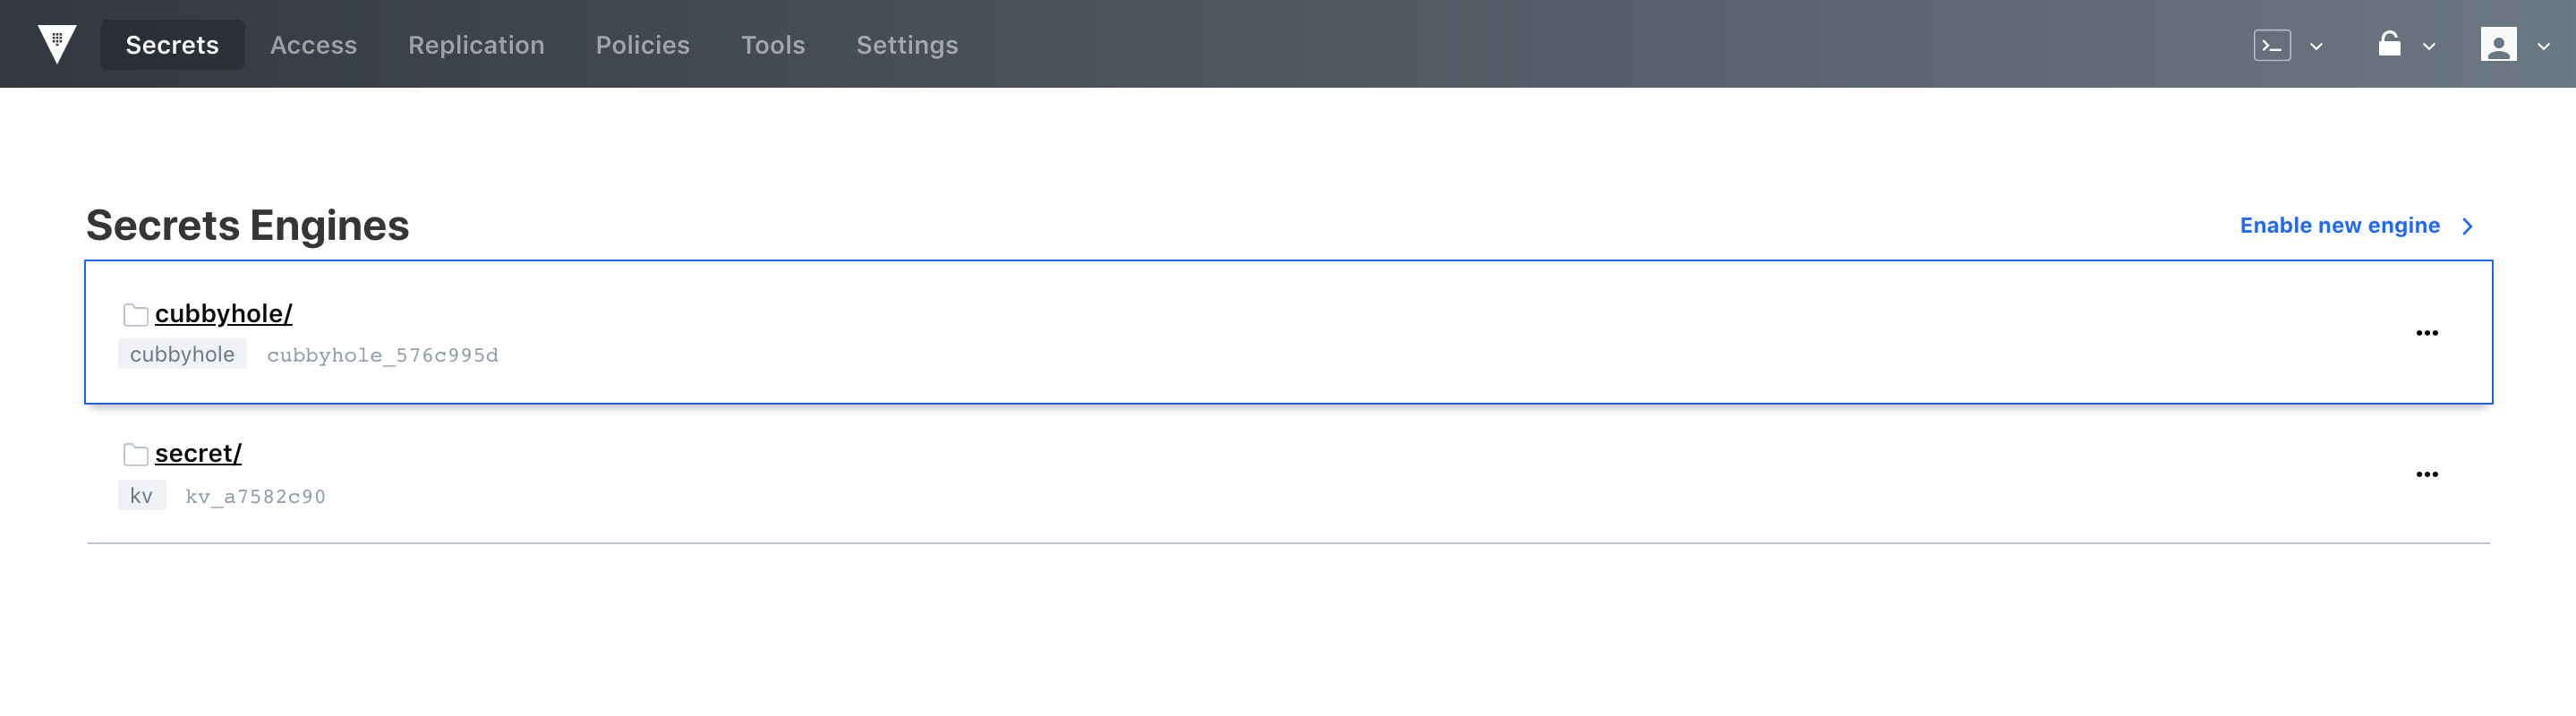 Secrets Access Replication Policies Tools Settings
Secrets Engines
Enable new engine
cubbyhole/
cubbyhole cubbyhole_576c995d
secret/
kv kv_a7582c90